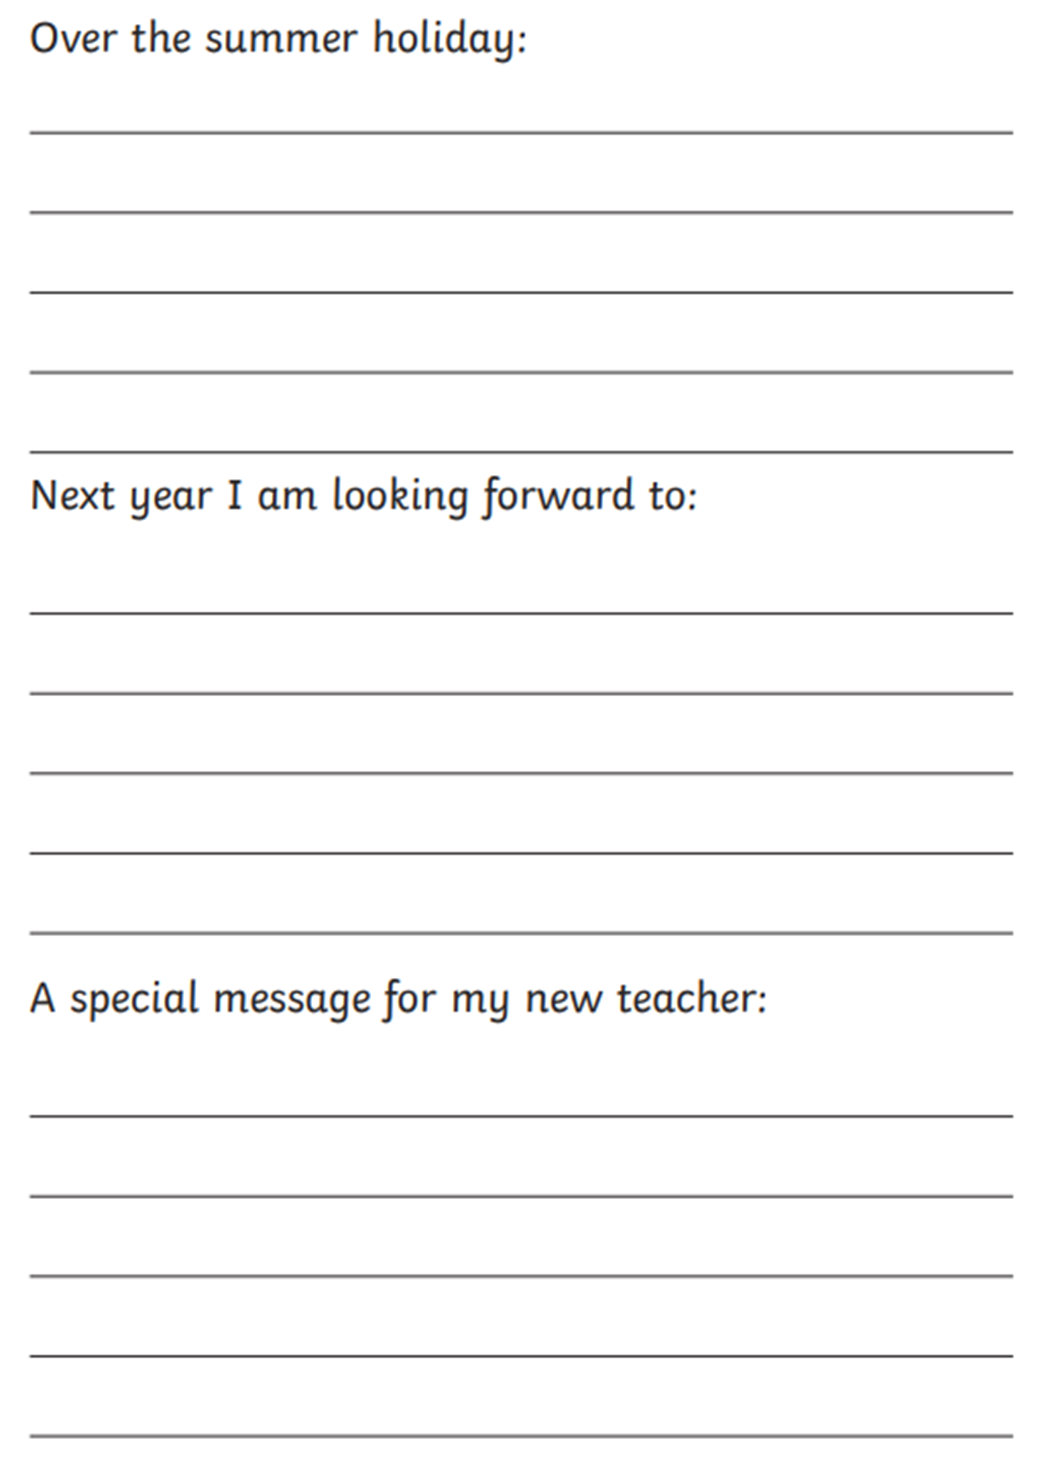 Over the summer holiday:
Next year I am looking forward to:
A special message for my new teacher: